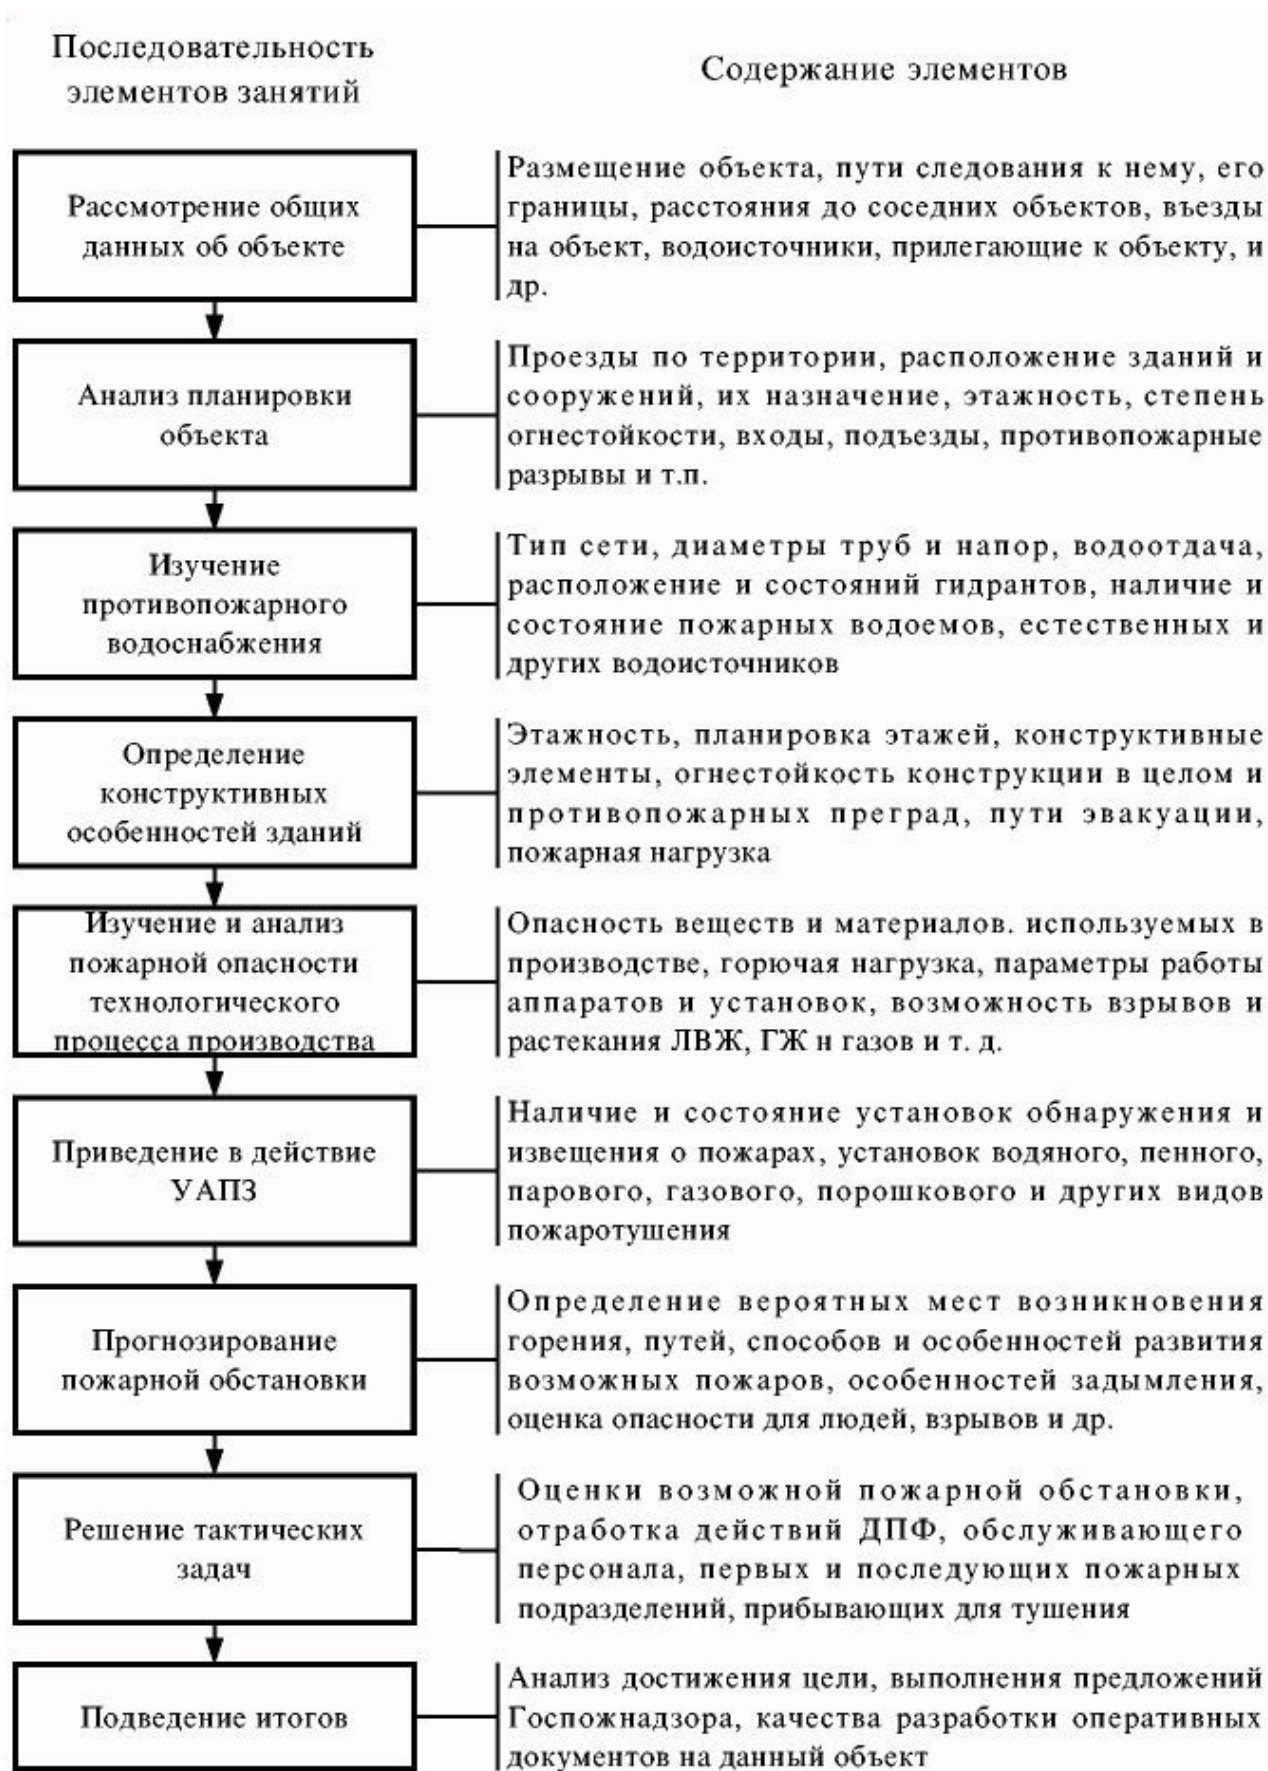 Последовательность
элементов занятий
Содержание элементов
Рассмотрение общих
данных об объекте
Размещение объекта, пути следования к нему, его
границы, расстояния до соседних объектов, въезды
на объект, водоисточники, прилегающие к объекту, и
др.
Анализ планировки
объекта
Проезды по территории, расположение зданий и
сооружений, их назначение, этажность, степень
огнестойкости, входы, подъезды, противопожарные
разрывы и т.п.
Изучение
противопожарного
водоснабжения
Тип сети, диаметры труб и напор, водоотдача,
расположение и состояний гидрантов, наличие и
состояние пожарных водоемов, естественных и
других водоисточников
Определение
конструктивных
особенностей зданий
Этажность, планировка этажей, конструктивные
элементы, огнестойкость конструкции в целом и
противопожарных преград, пути эвакуации,
пожарная нагрузка
Изучение и анализ
пожарной опасности
технологического
процесса производства
Опасность веществ и материалов. используемых в
производстве, горючая нагрузка, параметры работы
аппаратов и установок, возможность взрывов и
растекания ЛВЖ, ГЖ н газов и т. д.
Приведение в действие
УАПЗ
Наличие и состояние установок обнаружения и
извещения о пожарах, установок водяного, пенного,
парового, газового, порошкового и других видов
пожаротушения
Прогнозирование
пожарной обстановки
Определение вероятных мест возникновения
горения, путей, способов и особенностей развития
возможных пожаров, особенностей задымления,
оценка опасности для людей, взрывов и др.
Решение тактических
задач
Оценки возможной пожарной обстановки,
отработка действий ДПФ, обслуживающего
персонала, первых и последующих пожарных
подразделений, прибывающих для тушения
Подведение итогов
Анализ достижения цели, выполнения предложений
Госпожнадзора, качества разработки оперативных
документов на данный объект